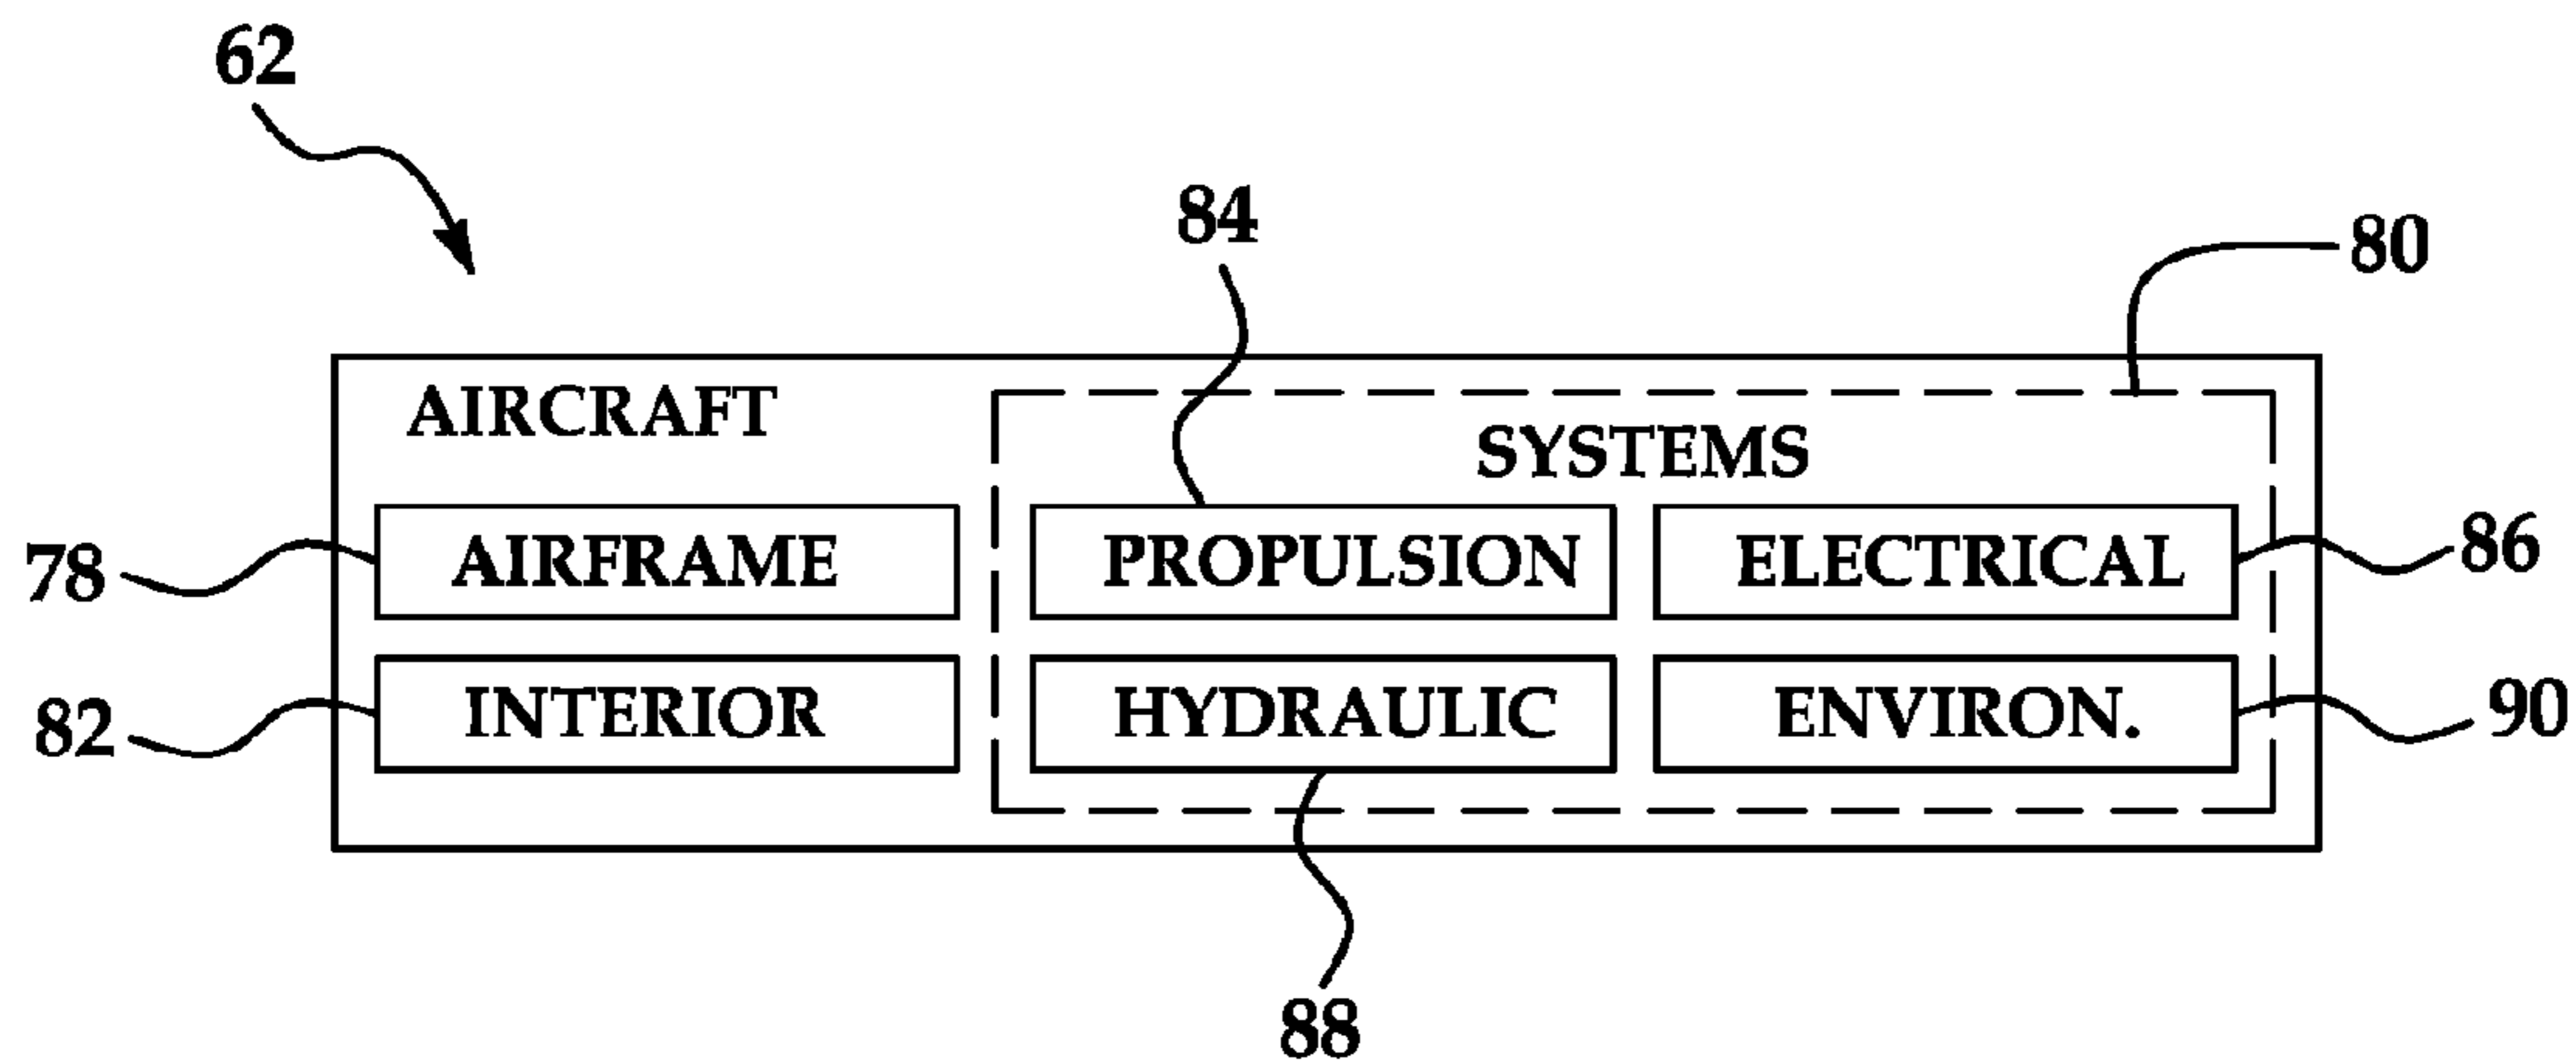 62
84
80
AIRCRAFT
SYSTEMS
78
AIRFRAME
PROPULSION
ELECTRICAL
86
82
INTERIOR
HYDRAULIC
ENVIRON.
90
88